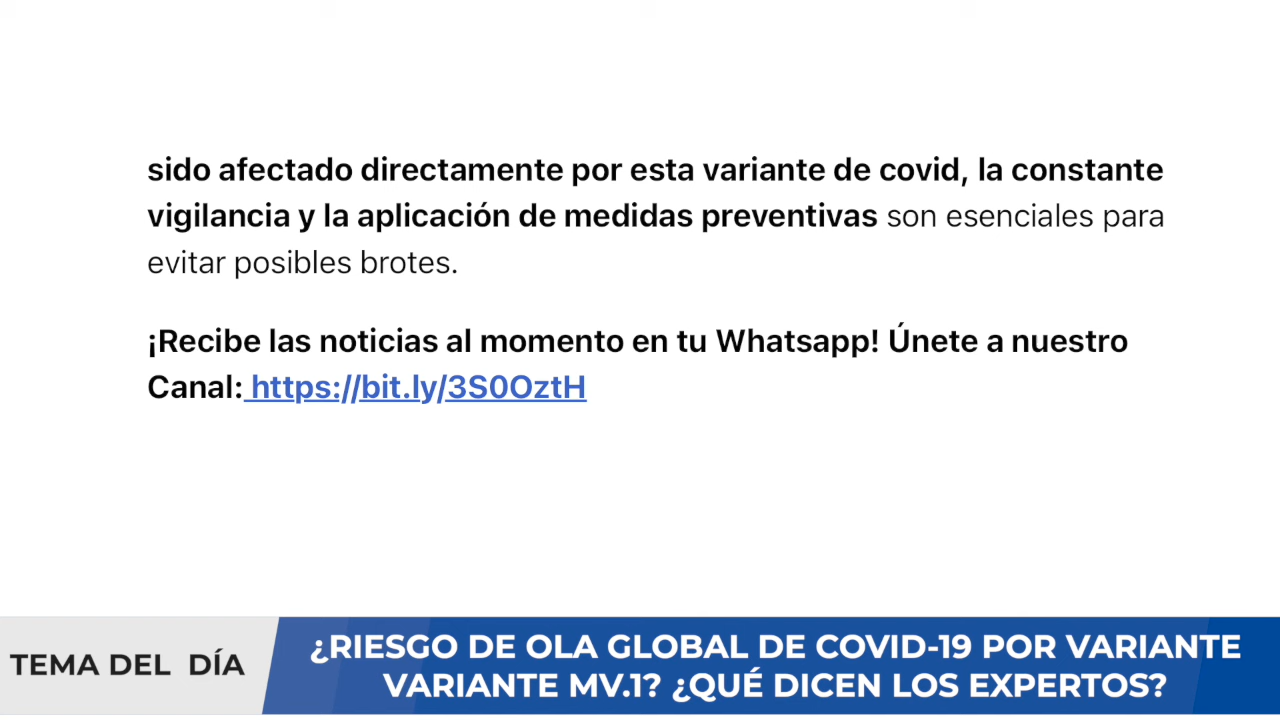 sido afectado directamente por esta variante de covid, la constante
vigilancia y la aplicación de medidas preventivas son esenciales para
evitar posibles brotes.
¡Recibe las noticias al momento en tu Whatsapp! Únete a nuestro
Canal: https://bit.ly/3S0OztH
TEMA DEL DÍA
¿RIESGO DE OLA GLOBAL DE COVID-19 POR VARIANTE
VARIANTE MV.1? ¿QUÉ DICEN LOS EXPERTOS?